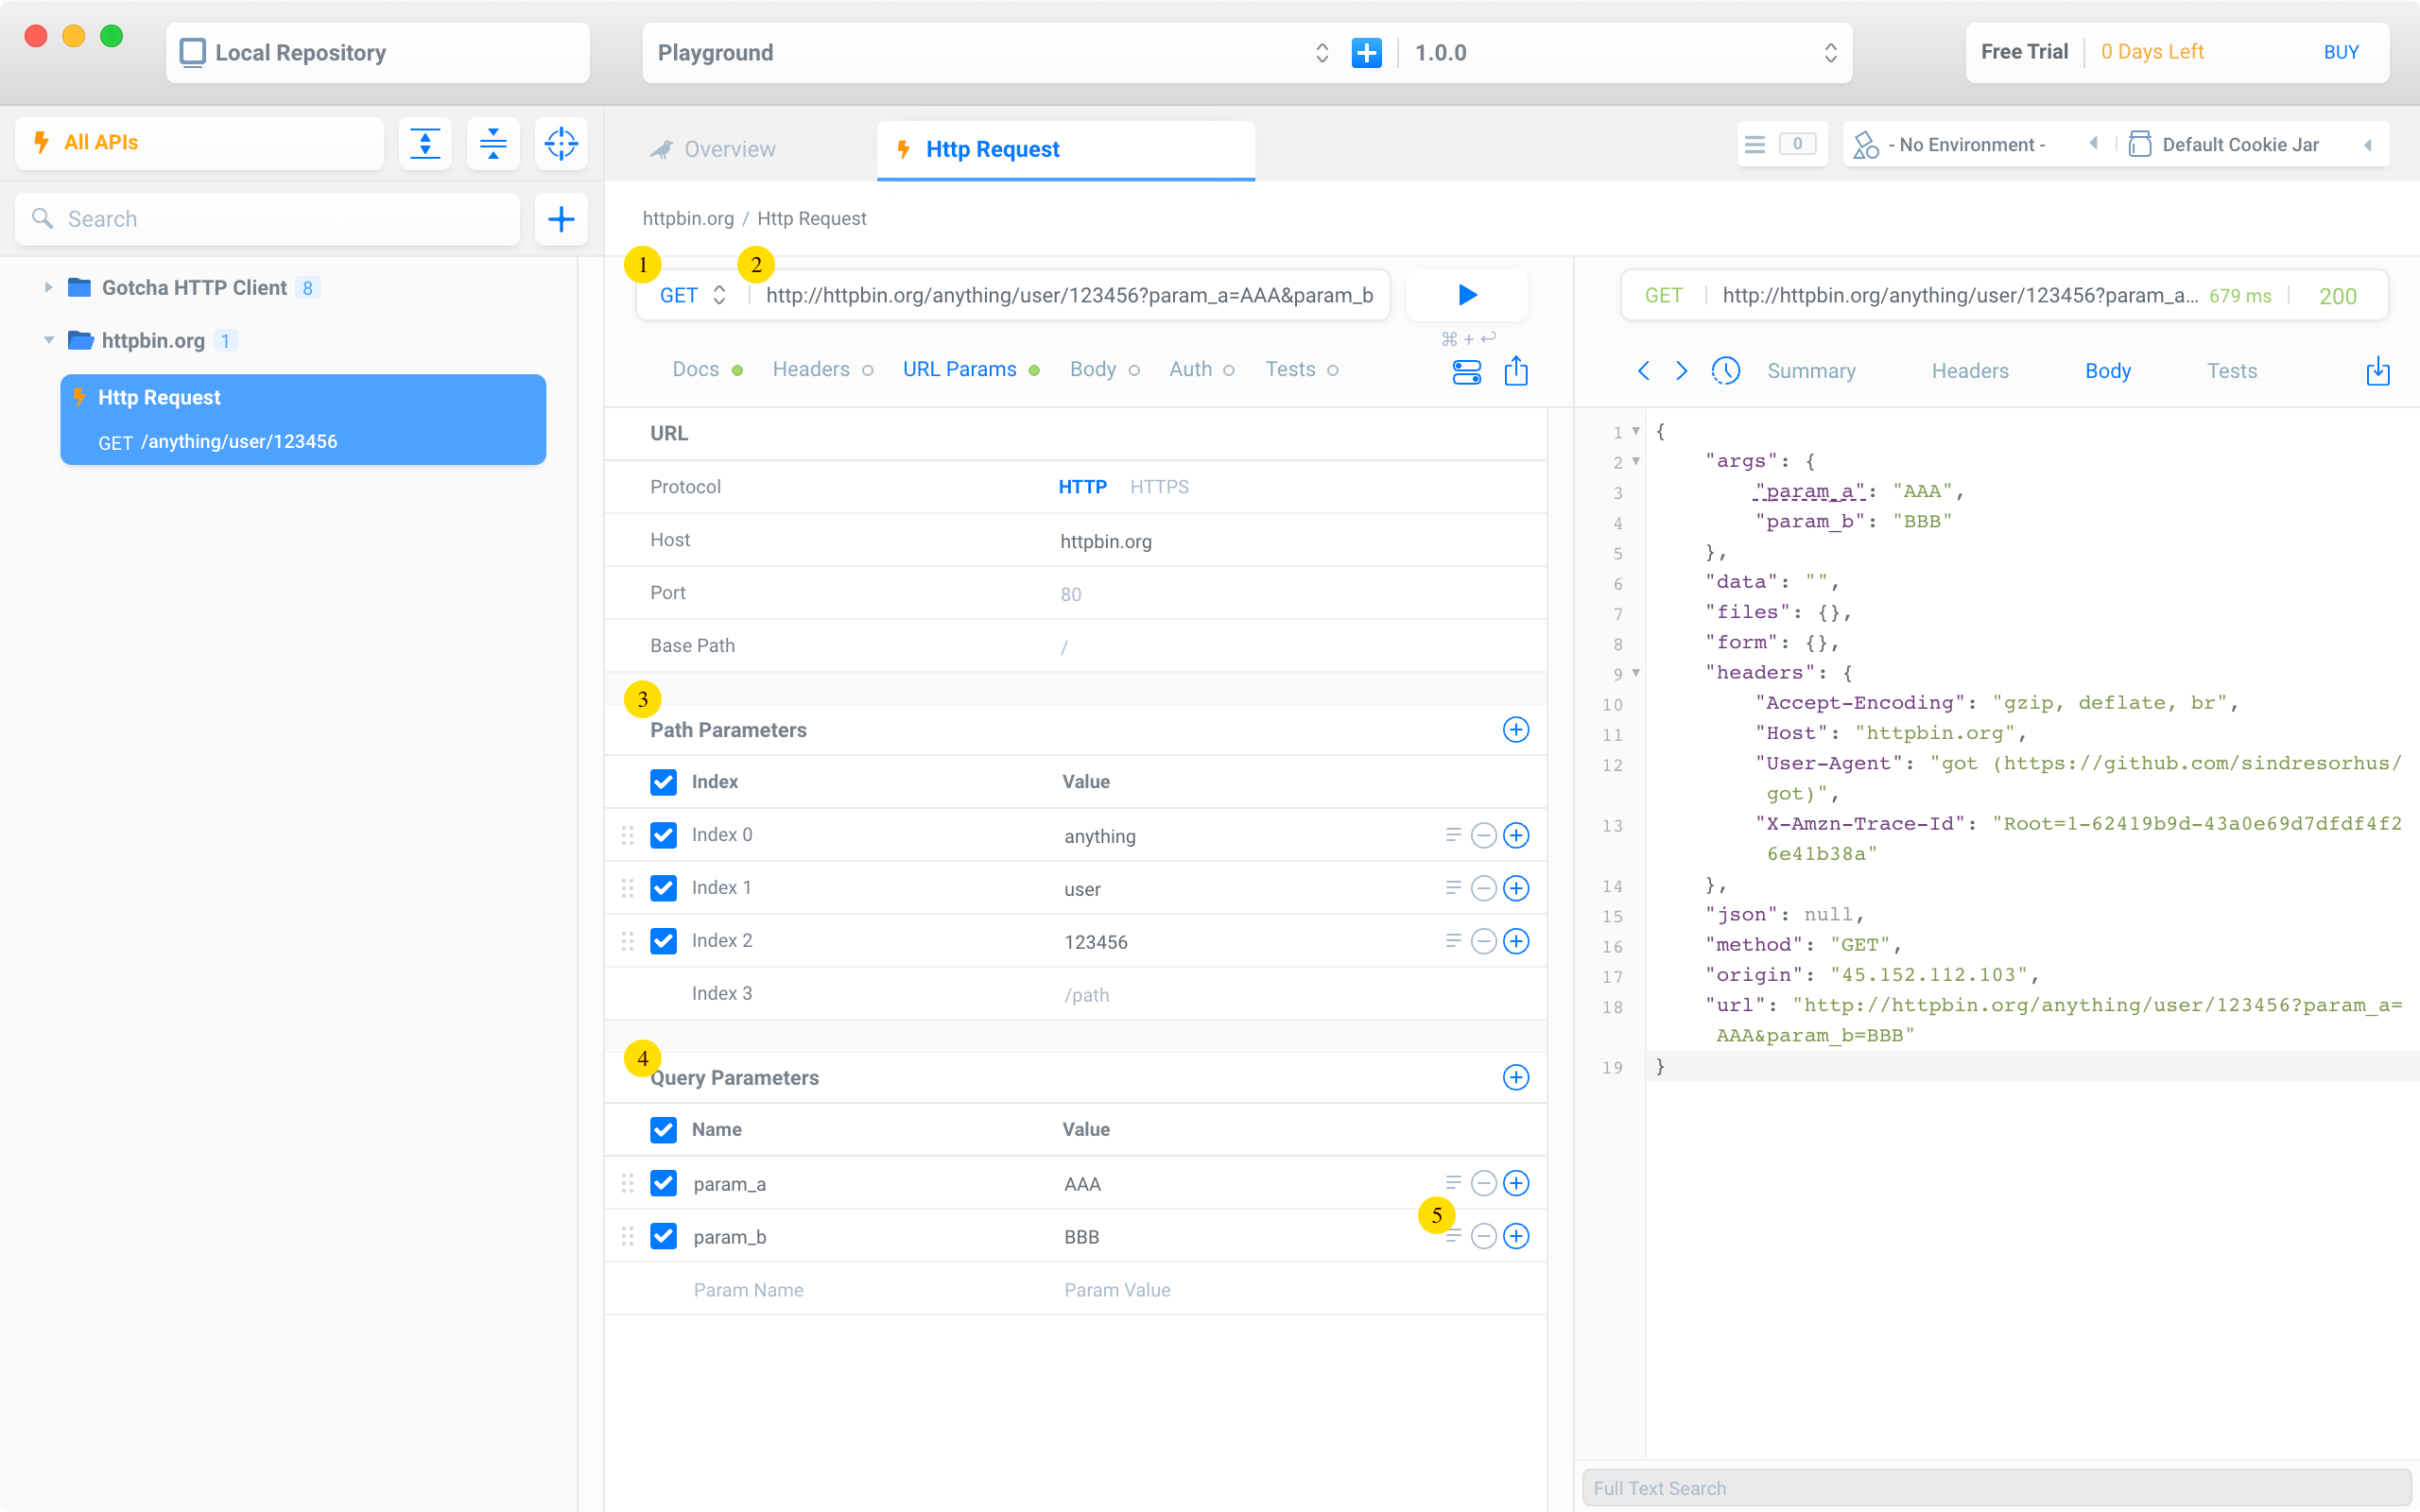 Local Repository
Playground
1.0.0
Free Trial
0 Days Left
BUY
All APIs
Overview
Http Request
0
- No Environment -
Default Cookie Jar
Search
httpbin.org / Http Request
Gotcha HTTP Client 8
httpbin.org 1
Http Request
GET /anything/user/123456
1
2
GET http://httpbin.org/anything/user/123456?param_a=AAA&param_b
⌘ + ↩
Docs Headers URL Params Body Auth Tests
URL
Protocol HTTP HTTPS
Host httpbin.org
Port 80
Base Path /
3
Path Parameters
Index Value
Index 0 anything
Index 1 user
Index 2 123456
Index 3 /path
4
Query Parameters
Name Value
param_a AAA
5
param_b BBB
Param Name Param Value
GET http://httpbin.org/anything/user/123456?param_a... 679 ms 200
Summary Headers Body Tests
1 {
2 "args": {
3 "param_a": "AAA",
4 "param_b": "BBB"
5 },
6 "data": "",
7 "files": {},
8 "form": {},
9 "headers": {
10 "Accept-Encoding": "gzip, deflate, br",
11 "Host": "httpbin.org",
12 "User-Agent": "got (https://github.com/sindresorhus/
got)",
13 "X-Amzn-Trace-Id": "Root=1-62419b9d-43a0e69d7dfdf4f2
6e41b38a"
14 },
15 "json": null,
16 "method": "GET",
17 "origin": "45.152.112.103",
18 "url": "http://httpbin.org/anything/user/123456?param_a=
AAA&param_b=BBB"
19 }
Full Text Search